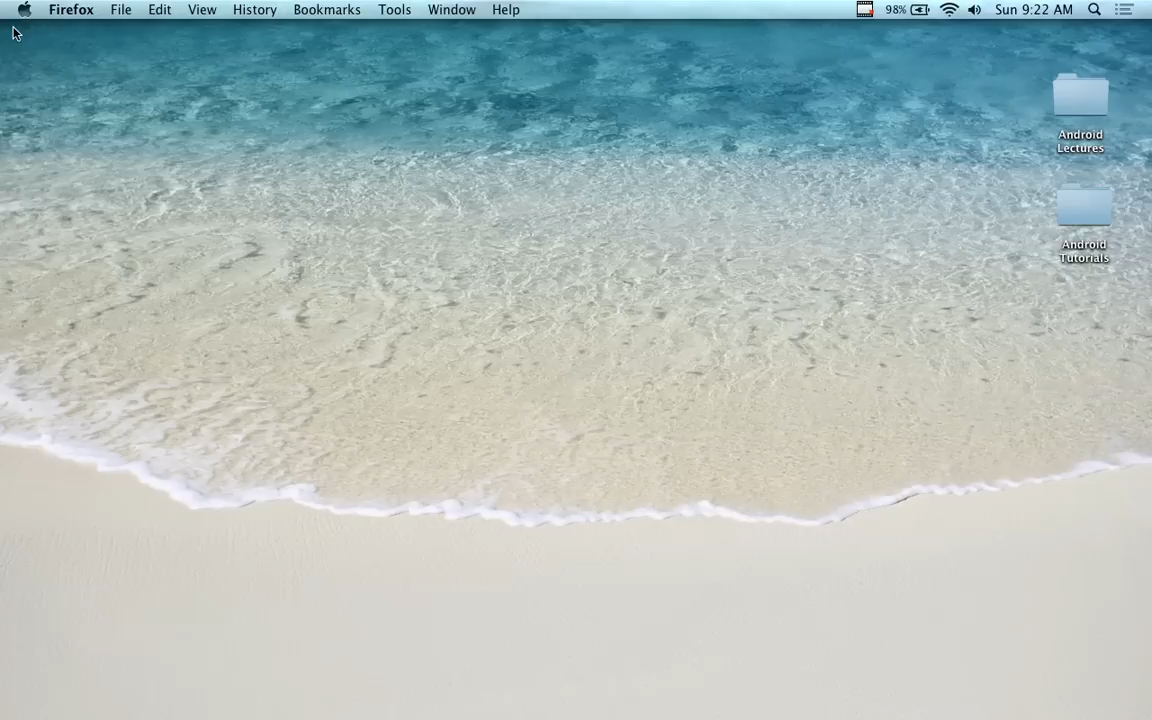 Firefox File Edit View History Bookmarks Tools Window Help 98% Sun 9:22 AM
Android
Lectures
Android
Tutorials